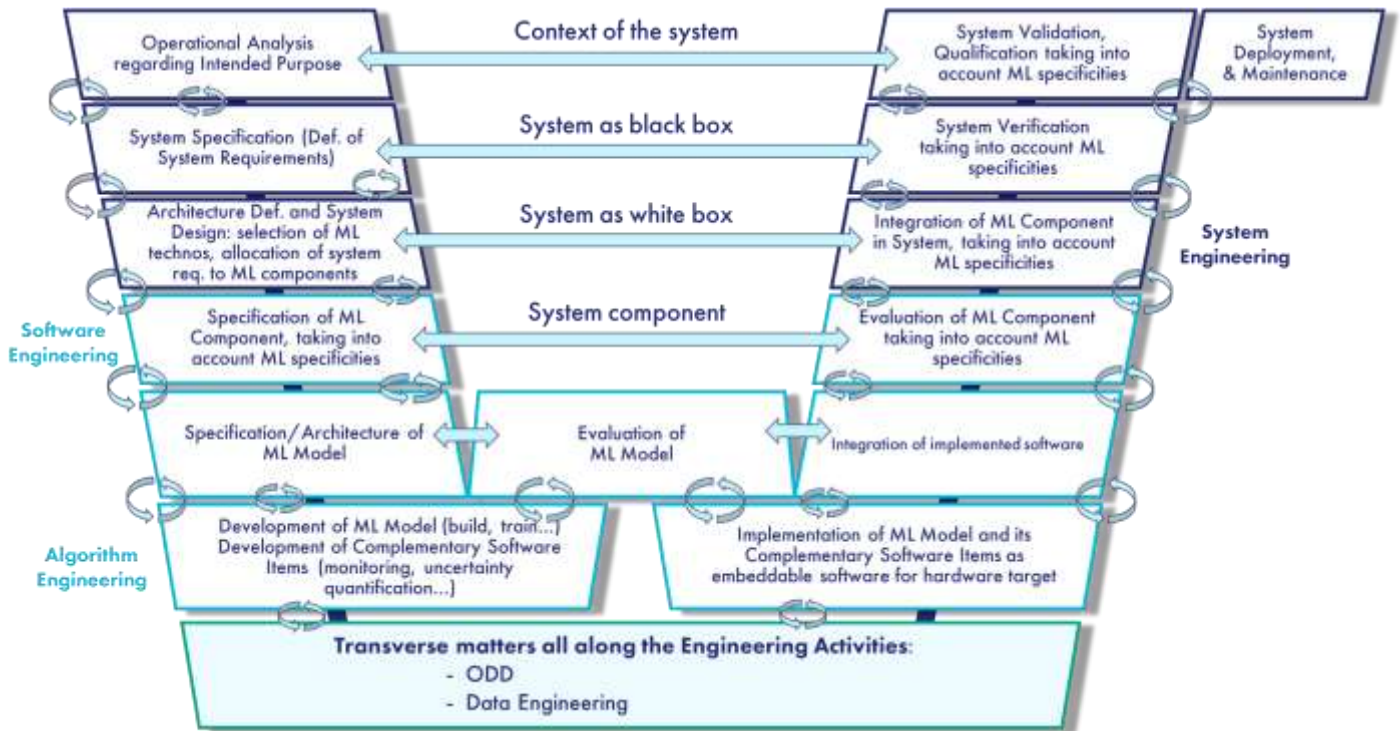 Operational Analysis
regarding Intended Purpose
Context of the system
System Validation,
Qualification taking into
account ML specificities
System
Deployment,
& Maintenance
System Specification (Def. of
System Requirements)
System as black box
System Verification
taking into account ML
specificities
Architecture Def. and System
Design: selection of ML
technos, allocation of system
req. to ML components
System as white box
Integration of ML Component
in System, taking into account
ML specificities
System
Engineering
Software
Engineering
Specification of ML
Component, taking into
account ML specificities
System component
Evaluation of ML Component
taking into account ML
specificities
Specification/Architecture of
ML Model
Evaluation of
ML Model
Integration of implemented software
Algorithm
Engineering
Development of ML Model (build, train...)
Development of Complementary Software
Items (monitoring, uncertainty
quantification...)
Implementation of ML Model and its
Complementary Software Items as
embeddable software for hardware target
Transverse matters all along the Engineering Activities:
- ODD
- Data Engineering